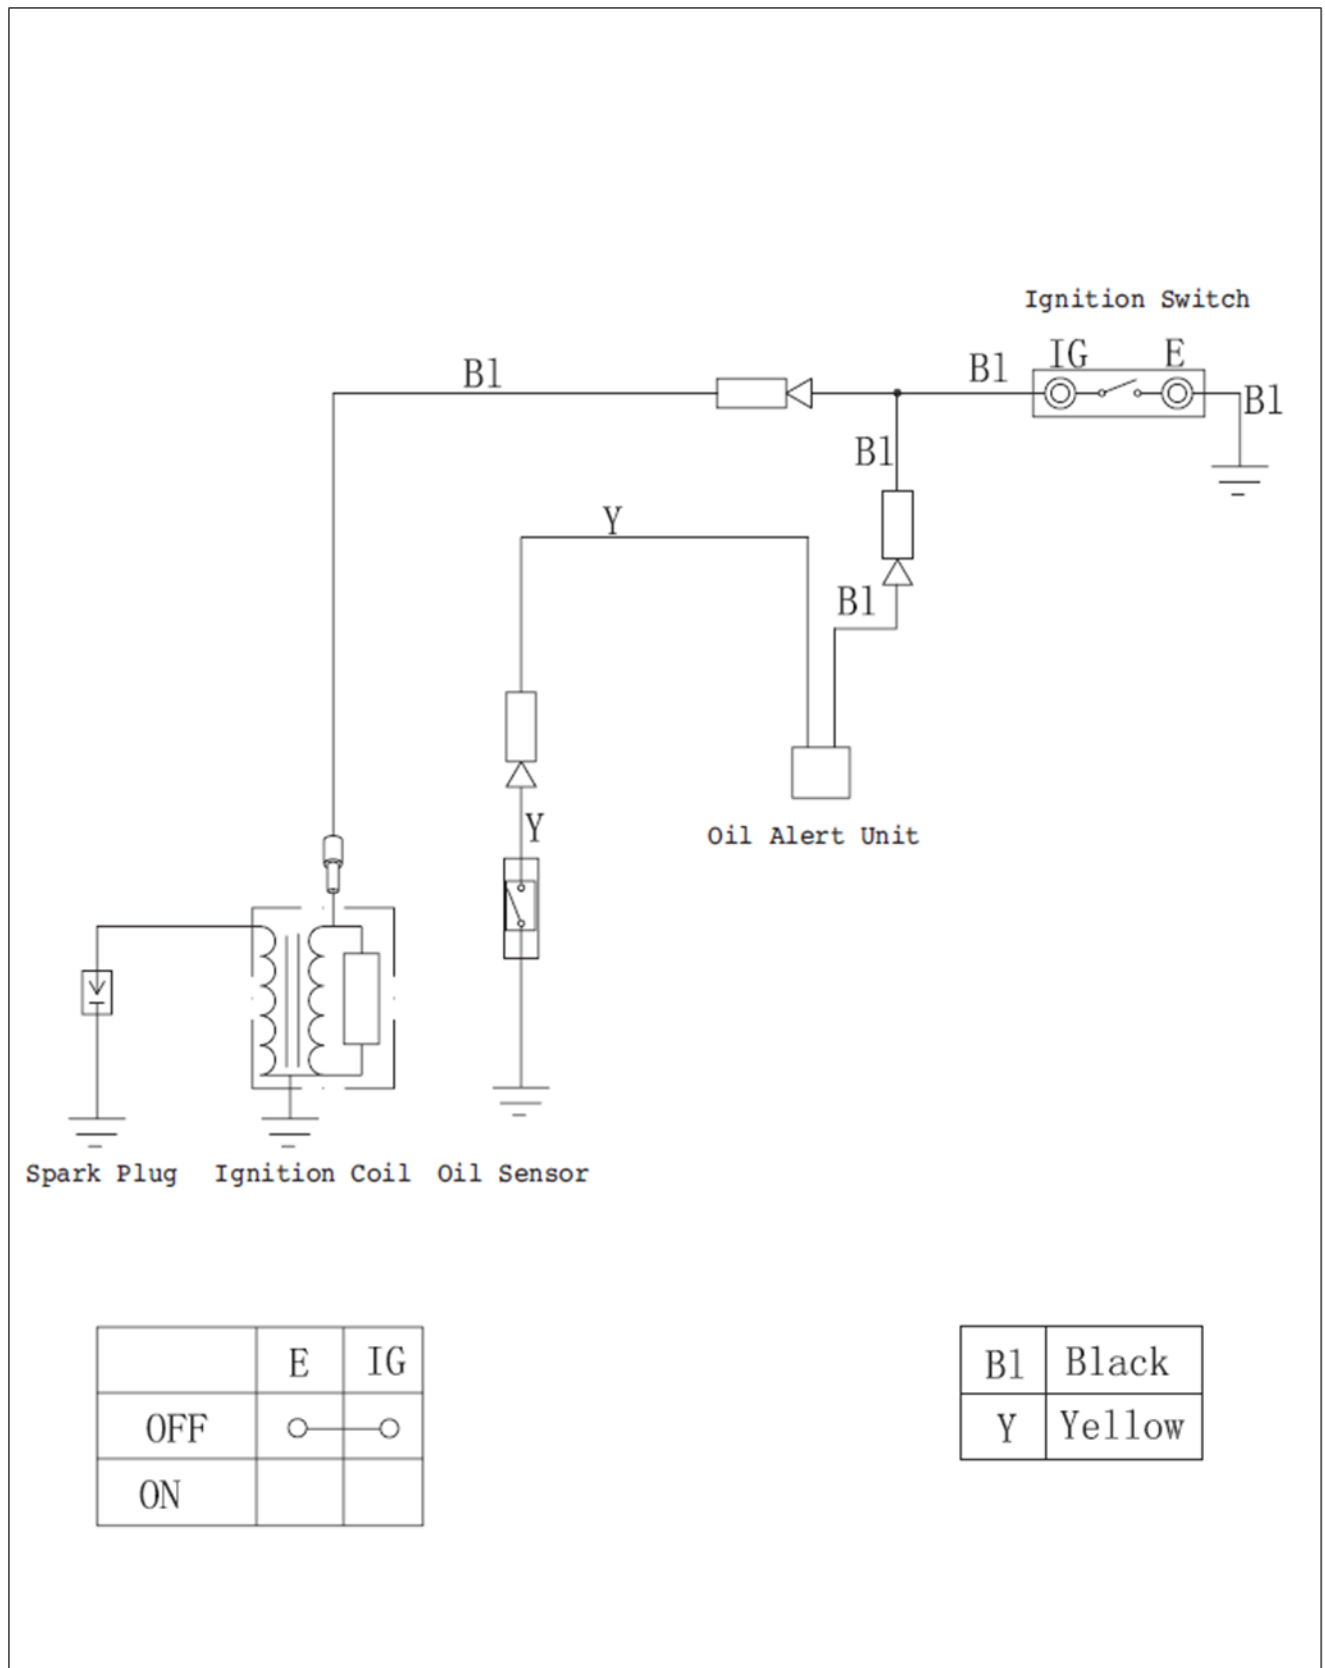 Ignition Switch
IG E
Bl
Bl
Bl
Bl
Y
Bl
Y
Oil Alert Unit
Spark Plug Ignition Coil Oil Sensor
E IG
OFF
ON
Bl Black
Y Yellow